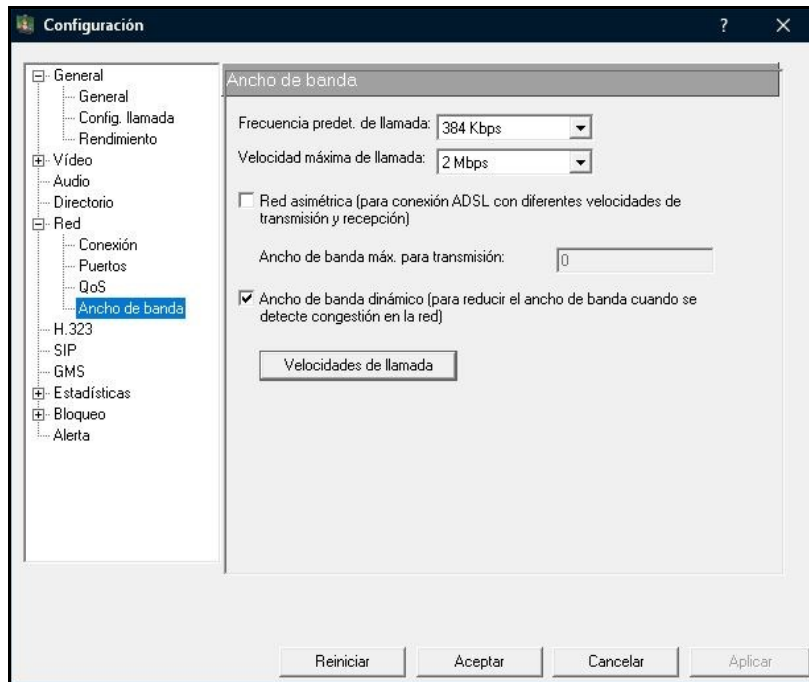 Configuración
?
General
General
Config. llamada
Rendimiento
Vídeo
Audio
Directorio
Red
Conexión
Puertos
QoS
Ancho de banda
H.323
SIP
GMS
Estadísticas
Bloqueo
Alerta
Ancho de banda
Frecuencia predet. de llamada: 384 Kbps
Velocidad máxima de llamada: 2 Mbps
Red asimétrica (para conexión ADSL con diferentes velocidades de
transmisión y recepción)
Ancho de banda máx. para transmisión: 0
Ancho de banda dinámico (para reducir el ancho de banda cuando se
detecte congestión en la red)
Velocidades de llamada
Reiniciar Aceptar Cancelar Aplicar